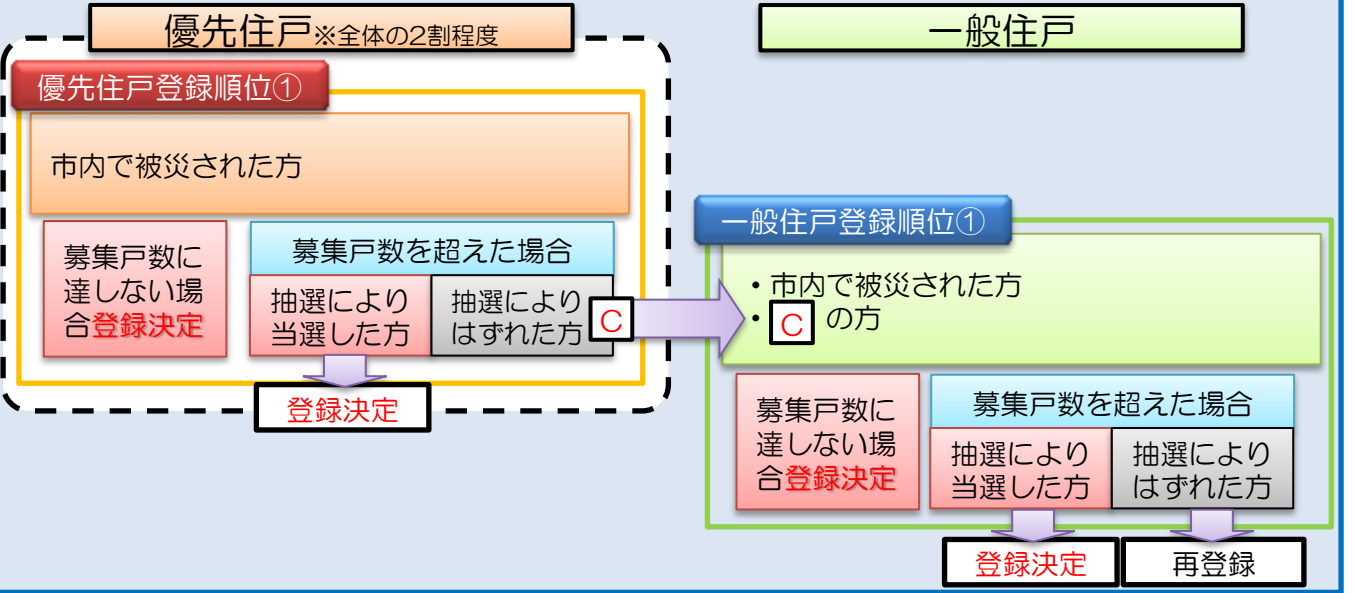 優先住戸※全体の2割程度
優先住戸登録順位①
市内で被災された方
募集戸数に
達しない場
合登録決定
募集戸数を超えた場合
抽選により
当選した方
抽選により
はずれた方
C
登録決定
一般住戸
一般住戸登録順位①
・市内で被災された方
・ C の方
募集戸数に
達しない場
合登録決定
募集戸数を超えた場合
抽選により
当選した方
抽選により
はずれた方
登録決定
再登録